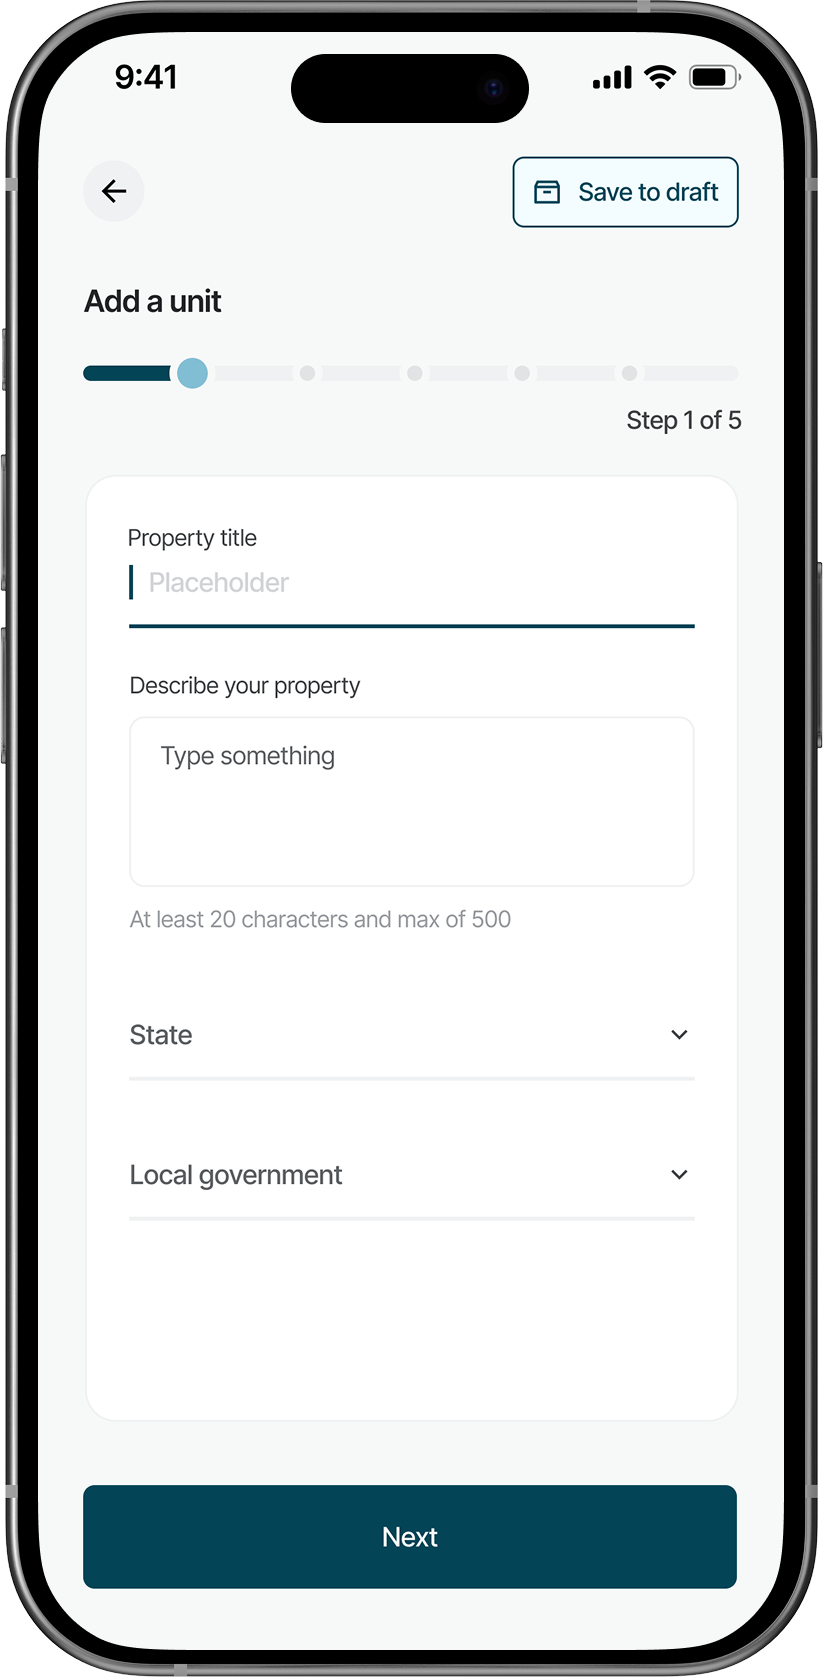 9:41
Save to draft
Add a unit
Step 1 of 5
Property title
Placeholder
Describe your property
Type something
At least 20 characters and max of 500
State
Local government
Next